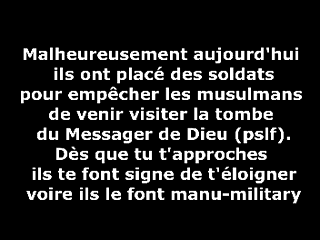 Malheureusement aujourd'hui
ils ont placé des soldats
pour empêcher les musulmans
de venir visiter la tombe
du Messager de Dieu (pslf).
Dès que tu t'approches
ils te font signe de t'éloigner
voire ils le font manu-military